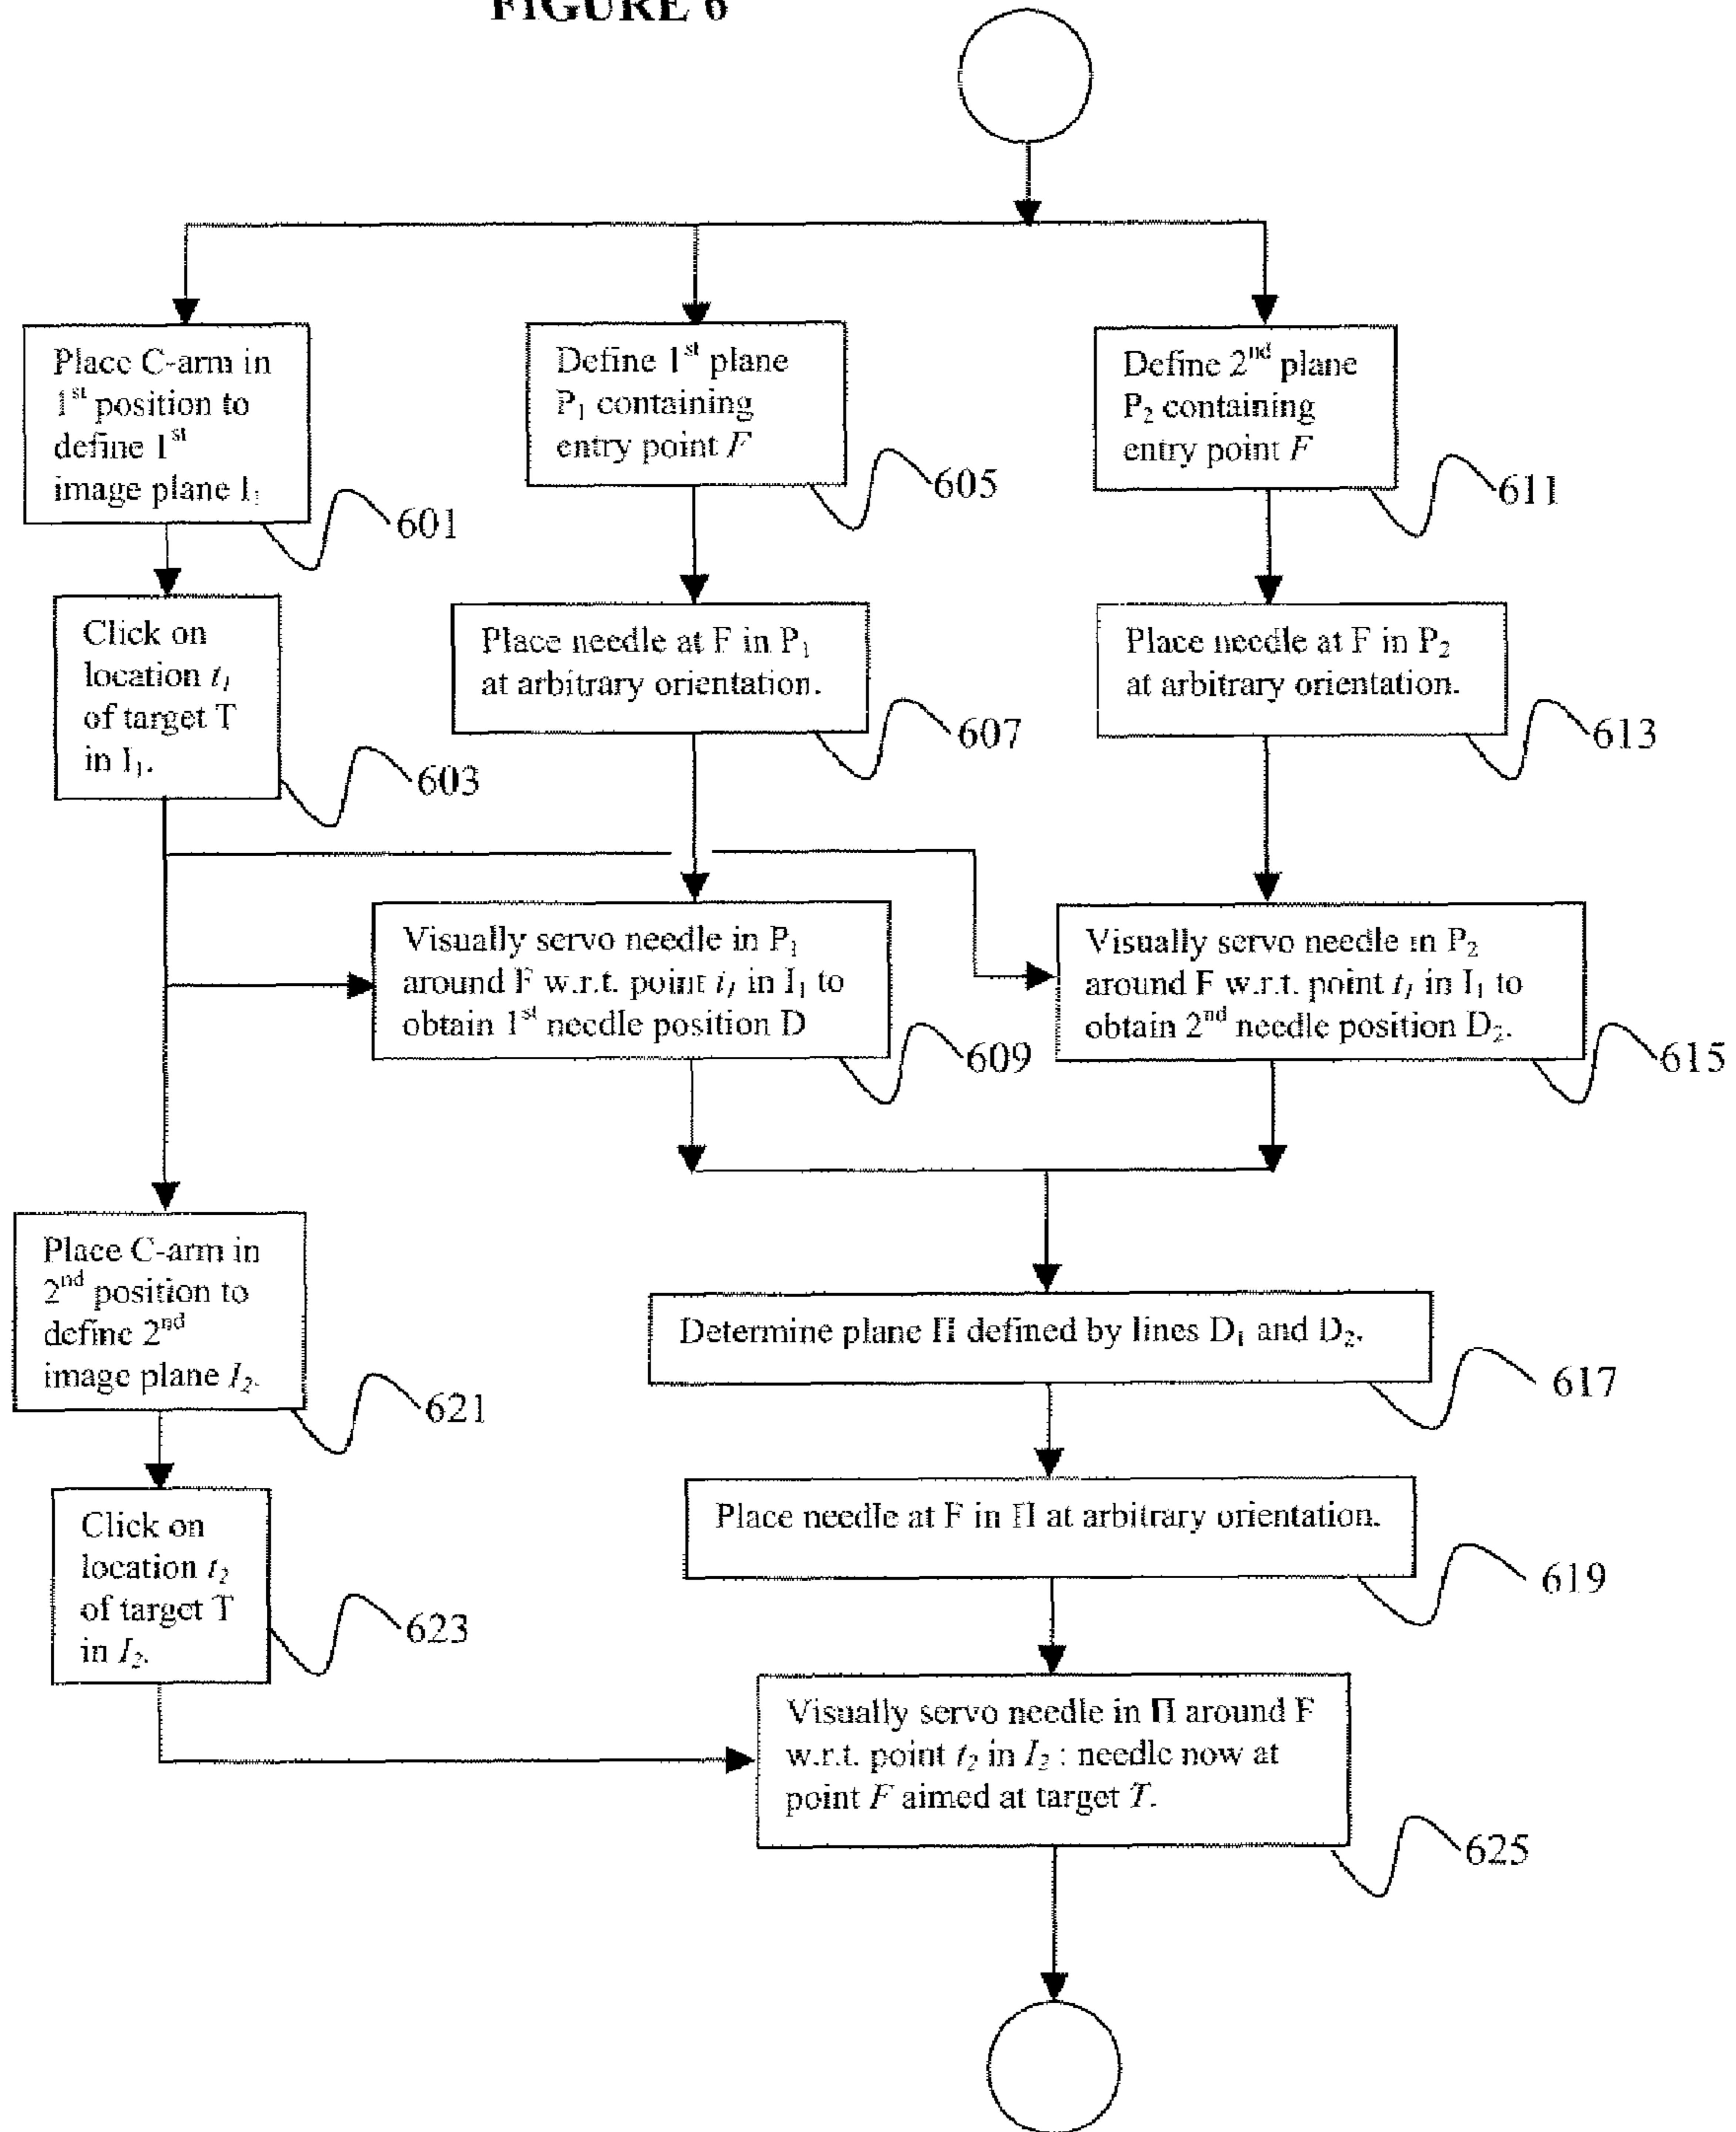 FIGURE 6
Place C-arm in
1st position to
define 1st
image plane I1
601
Define 1st plane
P1 containing
entry point F
605
Define 2nd plane
P2 containing
entry point F
611
Click on
location t1
of target T
in I1.
603
Place needle at F in P1
at arbitrary orientation.
607
Place needle at F in P2
at arbitrary orientation.
613
Visually servo needle in P1
around F w.r.t. point t1 in I1 to
obtain 1st needle position D
609
Visually servo needle in P2
around F w.r.t. point t1 in I1 to
obtain 2nd needle position D2.
615
Place C-arm in
2nd position to
define 2nd
image plane I2.
621
Determine plane Π defined by lines D1 and D2.
617
Place needle at F in Π at arbitrary orientation.
619
Click on
location t2
of target T
in I2.
623
Visually servo needle in Π around F
w.r.t. point t2 in I2 : needle now at
point F aimed at target T.
625